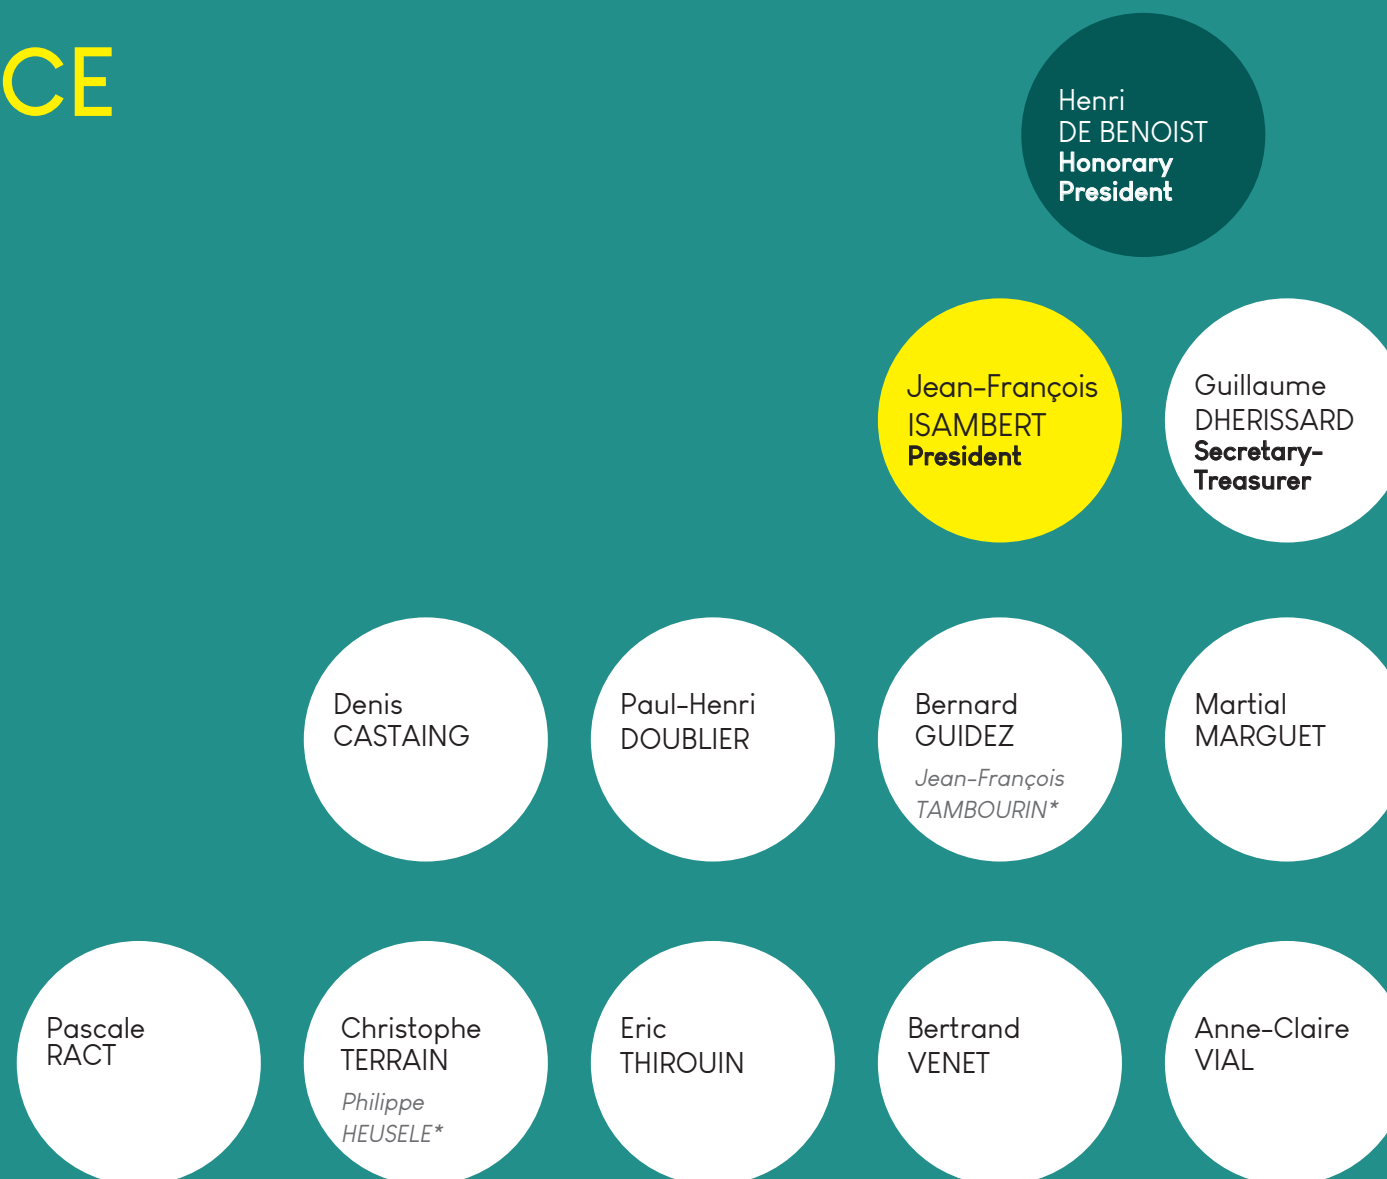 CE
Henri
DE BENOIST
Honorary
President
Jean-François
ISAMBERT
President
Guillaume
DHERISSARD
Secretary-
Treasurer
Denis
CASTAING
Paul-Henri
DOUBLIER
Bernard
GUIDEZ
Jean-François
TAMBOURIN*
Martial
MARGUET
Pascale
RACT
Christophe
TERRAIN
Philippe
HEUSELE*
Eric
THIROUIN
Bertrand
VENET
Anne-Claire
VIAL